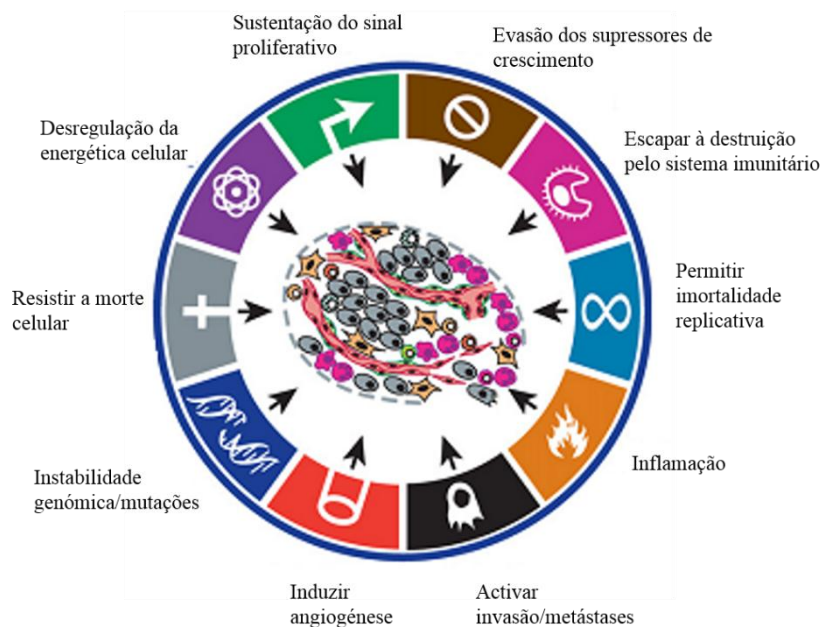 Sustentação do sinal
proliferativo
Evasão dos supressores de
crescimento
Desregulação da
energética celular
Escapar à destruição
pelo sistema imunitário
Resistir a morte
celular
Permitir
imortalidade
replicativa
Instabilidade
genómica/mutações
Inflamação
Induzir
angiogénese
Activar
invasão/metástases